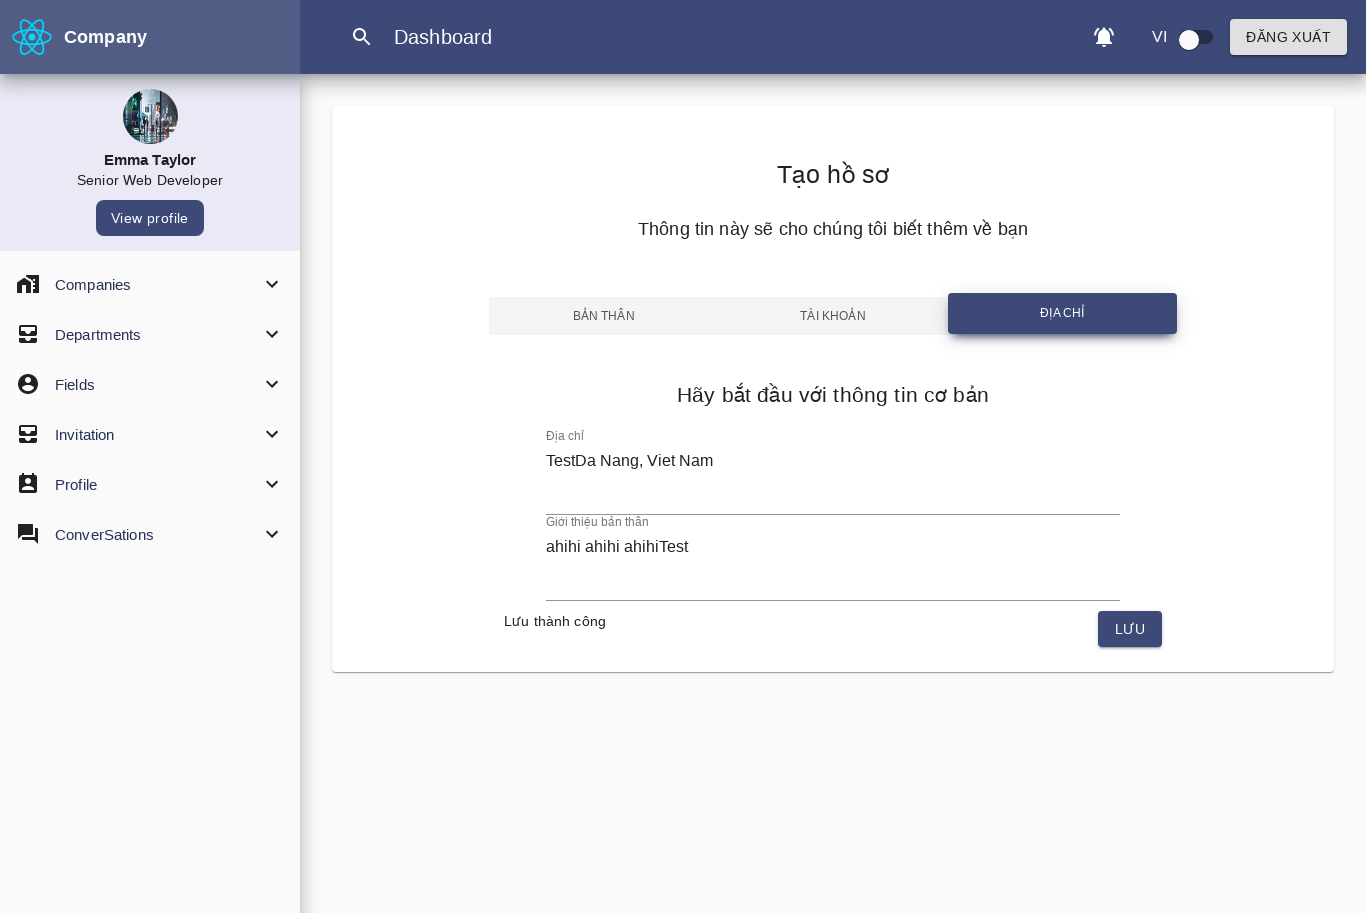 Company
Dashboard
VI
ĐĂNG XUẤT
Emma Taylor
Senior Web Developer
View profile
Companies
Departments
Fields
Invitation
Profile
ConverSations
Tạo hồ sơ
Thông tin này sẽ cho chúng tôi biết thêm về bạn
BẢN THÂN
TÀI KHOẢN
ĐỊA CHỈ
Hãy bắt đầu với thông tin cơ bản
Địa chỉ
TestDa Nang, Viet Nam
Giới thiệu bản thân
ahihi ahihi ahihiTest
Lưu thành công
LƯU